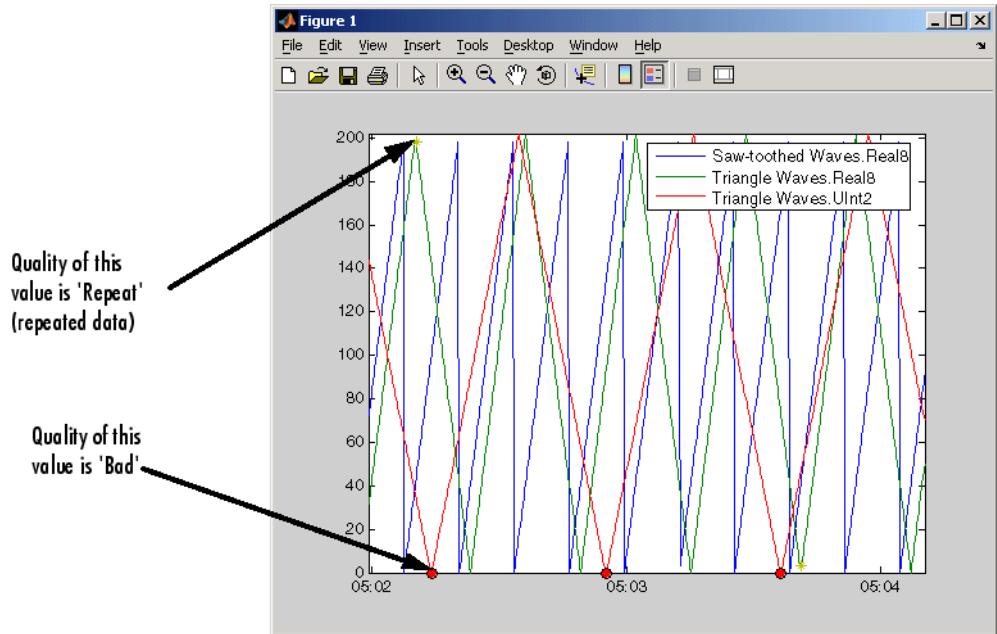 Figure 1
File Edit View Insert Tools Desktop Window Help
200
180
160
140
120
100
80
60
40
20
0
05:02 05:03 05:04
Saw-toothed Waves.Real8
Triangle Waves.Real8
Triangle Waves.UInt2
Quality of this
value is 'Repeat'
(repeated data)
Quality of this
value is 'Bad'